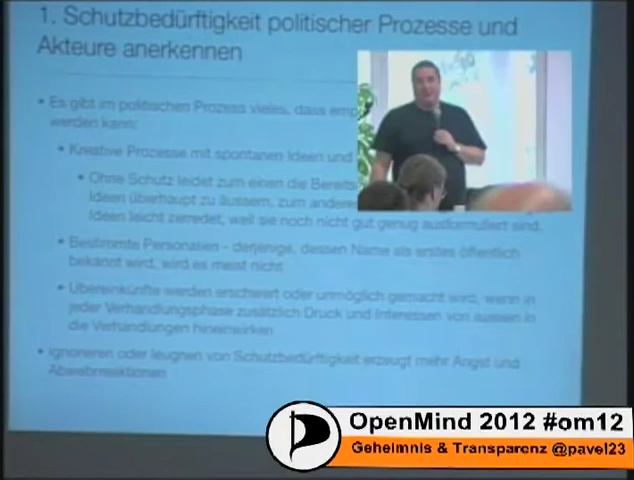 1. Schutzbedürftigkeit politischer Prozesse und
Akteure anerkennen
• Es gibt im politischen Prozess vieles, dass
werden kann:
• Kreative Prozesse mit spontanen Ideen und
• Ohne Schutz leidet zum einen die
Ideen überhaupt zu äussern, zum
Ideen leicht zerredet, weil sie noch nicht gut genug ausformuliert sind.
• Bestimmte Personalien - derjenige, dessen Name als erstes öffentlich
bekannt wird, wird es meist nicht
• Übereinkünfte werden erschwert oder unmöglich gemacht wird, wenn in
jeder Verhandlungsphase zusätzlich Druck und Interessen von aussen in
die Verhandlungen hineinwirken
• Ignorieren oder leugnen von Schutzbedürftigkeit erzeugt mehr Angst und
Abwehrreaktionen
OpenMind 2012 #om12
Geheimnis & Transparenz @pavel23